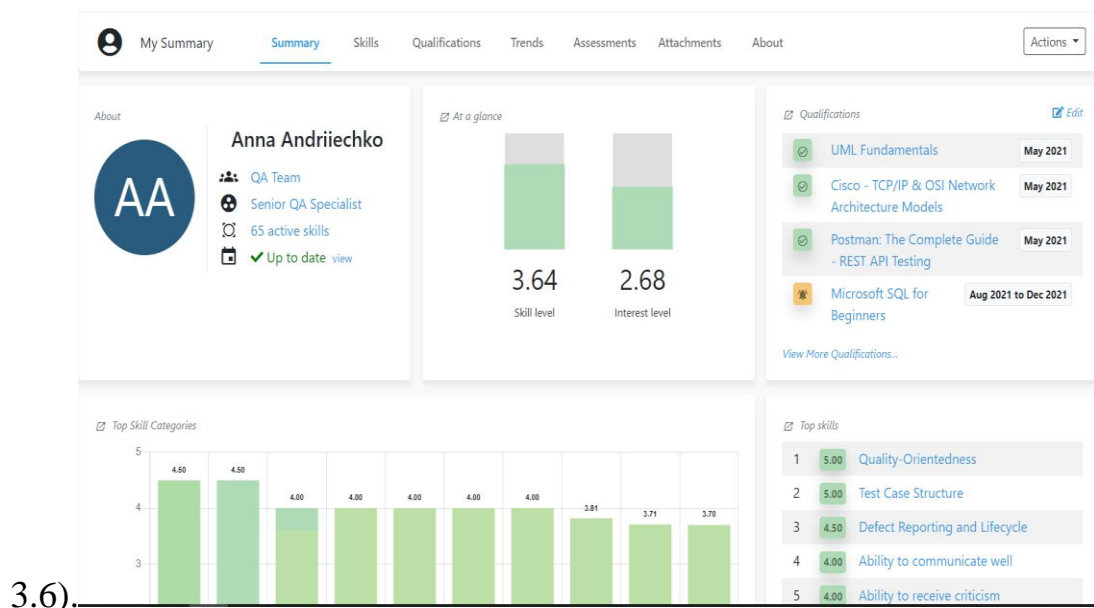 My Summary Summary Skills Qualifications Trends Assessments Attachments About Actions
About
AA
Anna Andriiechko
QA Team
Senior QA Specialist
65 active skills
Up to date view
At a glance
3.64 2.68
Skill level Interest level
Qualifications Edit
UML Fundamentals May 2021
Cisco - TCP/IP & OSI Network May 2021
Architecture Models
Postman: The Complete Guide May 2021
- REST API Testing
Microsoft SQL for Aug 2021 to Dec 2021
Beginners
View More Qualifications...
Top Skill Categories
5
4.50 4.50 4.00 4.00 4.00 4.00 4.00 3.81 3.71 3.70
4
3
Top skills
1 5.00 Quality-Orientedness
2 5.00 Test Case Structure
3 4.50 Defect Reporting and Lifecycle
4 4.00 Ability to communicate well
5 4.00 Ability to receive criticism
3.6).